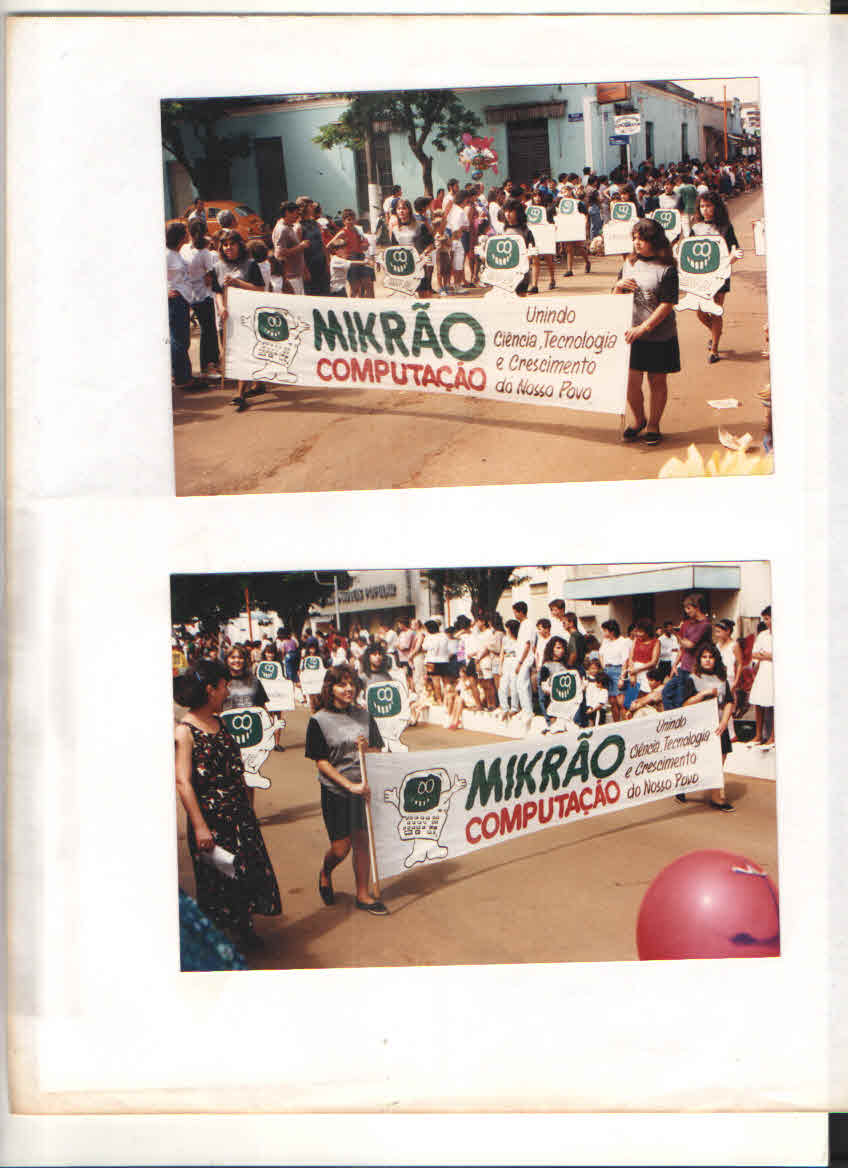 MIKRÃO
COMPUTAÇÃO
Unindo
Ciência, Tecnologia
e Crescimento
do Nosso Povo
MIKRÃO
COMPUTAÇÃO
Unindo
Ciência, Tecnologia
e Crescimento
do Nosso Povo